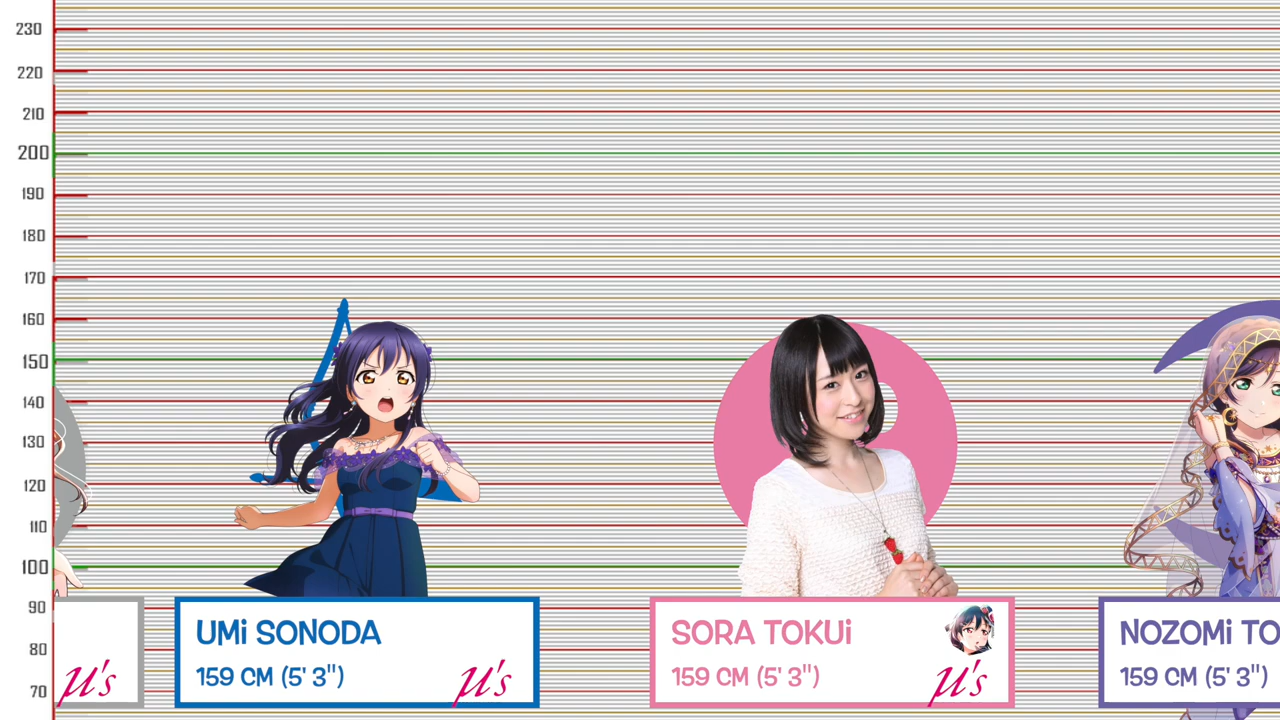 230
220
210
200
190
180
170
160
150
140
130
120
110
100
90
80
70
μ's
UMi SONODA
159 CM (5' 3")
μ's
SORA TOKUi
159 CM (5' 3")
μ's
NOZOMi TO
159 CM (5' 3")